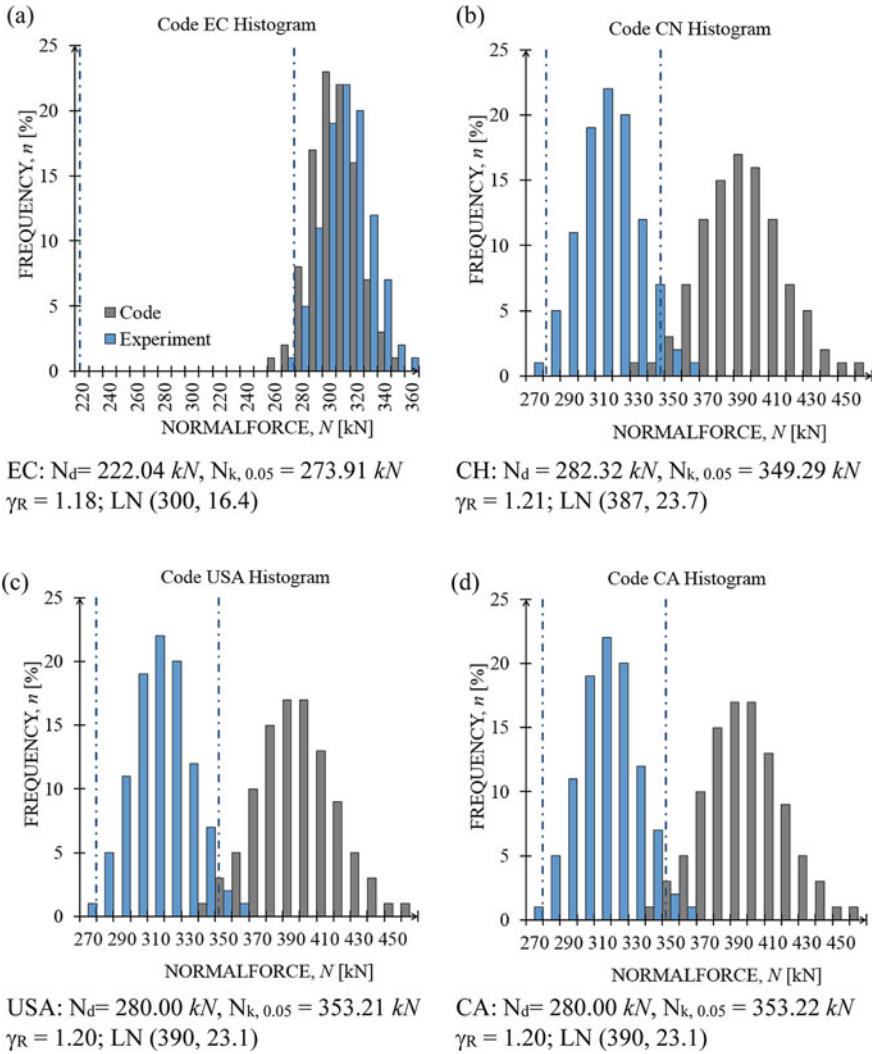 (a)
Code EC Histogram
25
20
15
10
5
0
FREQUENCY, n [%]
Code
Experiment
220 220 240 240 260 260 280 280 300 300 320 340 340 360
NORMALFORCE, N [kN]
EC: Nd= 222.04 kN, Nk, 0.05 = 273.91 kN
γR = 1.18; LN (300, 16.4)
(b)
Code CN Histogram
25
20
15
10
5
0
FREQUENCY, n [%]
270 290 310 330 350 370 390 410 430 450
NORMALFORCE, N [kN]
CH: Nd = 282.32 kN, Nk, 0.05 = 349.29 kN
γR = 1.21; LN (387, 23.7)
(c)
Code USA Histogram
25
20
15
10
5
0
FREQUENCY, n [%]
270 290 310 330 350 370 390 410 430 450
NORMALFORCE, N [kN]
USA: Nd= 280.00 kN, Nk, 0.05 = 353.21 kN
γR = 1.20; LN (390, 23.1)
(d)
Code CA Histogram
25
20
15
10
5
0
FREQUENCY, n [%]
270 290 310 330 350 370 390 410 430 450
NORMALFORCE, N [kN]
CA: Nd= 280.00 kN, Nk, 0.05 = 353.22 kN
γR = 1.20; LN (390, 23.1)